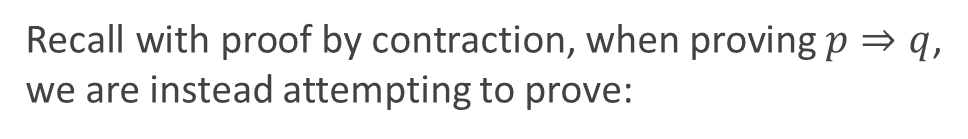 Recall with proof by contraction, when proving p ⇒ q,
we are instead attempting to prove: